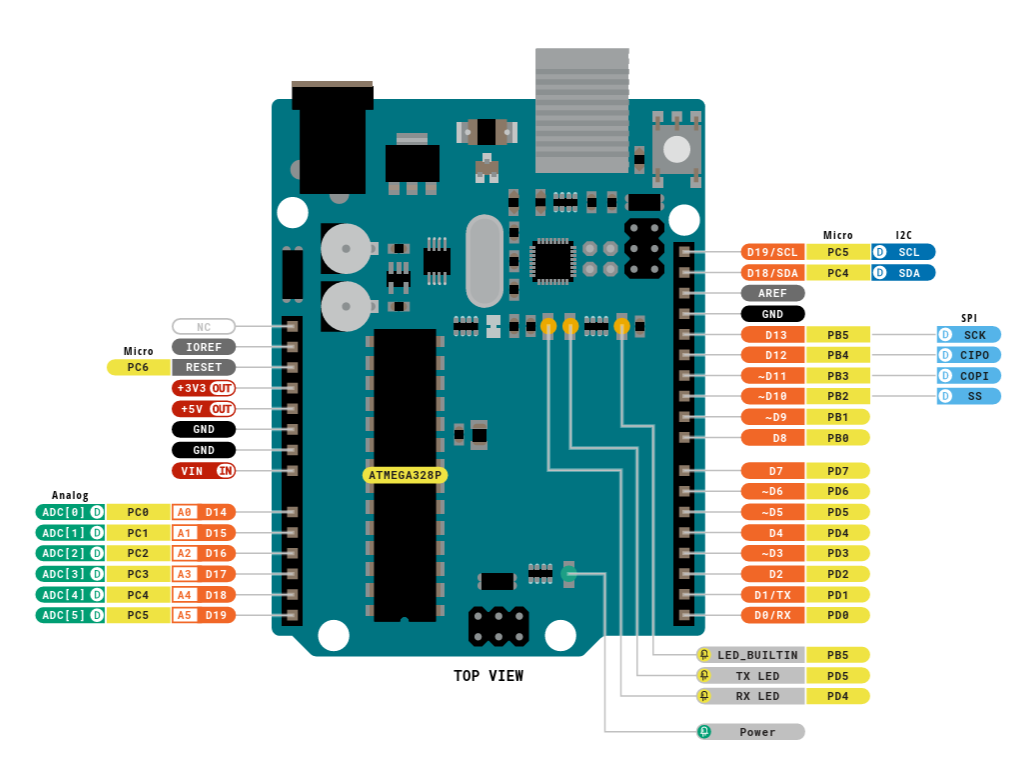 Micro I2C
D19/SCL PC5 D SCL
D18/SDA PC4 D SDA
AREF
GND
SPI
D13 PB5 D SCK
D12 PB4 D CIPO
~D11 PB3 D COPI
~D10 PB2 D SS
~D9 PB1
D8 PB0
D7 PD7
~D6 PD6
~D5 PD5
D4 PD4
~D3 PD3
D2 PD2
D1/TX PD1
D0/RX PD0
NC
IOREF
Micro
PC6 RESET
+3V3 OUT
+5V OUT
GND
GND
VIN IN
ATMEGA328P
Analog
ADC[0] D PC0 A0 D14
ADC[1] D PC1 A1 D15
ADC[2] D PC2 A2 D16
ADC[3] D PC3 A3 D17
ADC[4] D PC4 A4 D18
ADC[5] D PC5 A5 D19
TOP VIEW
LED_BUILTIN PB5
TX LED PD5
RX LED PD4
Power